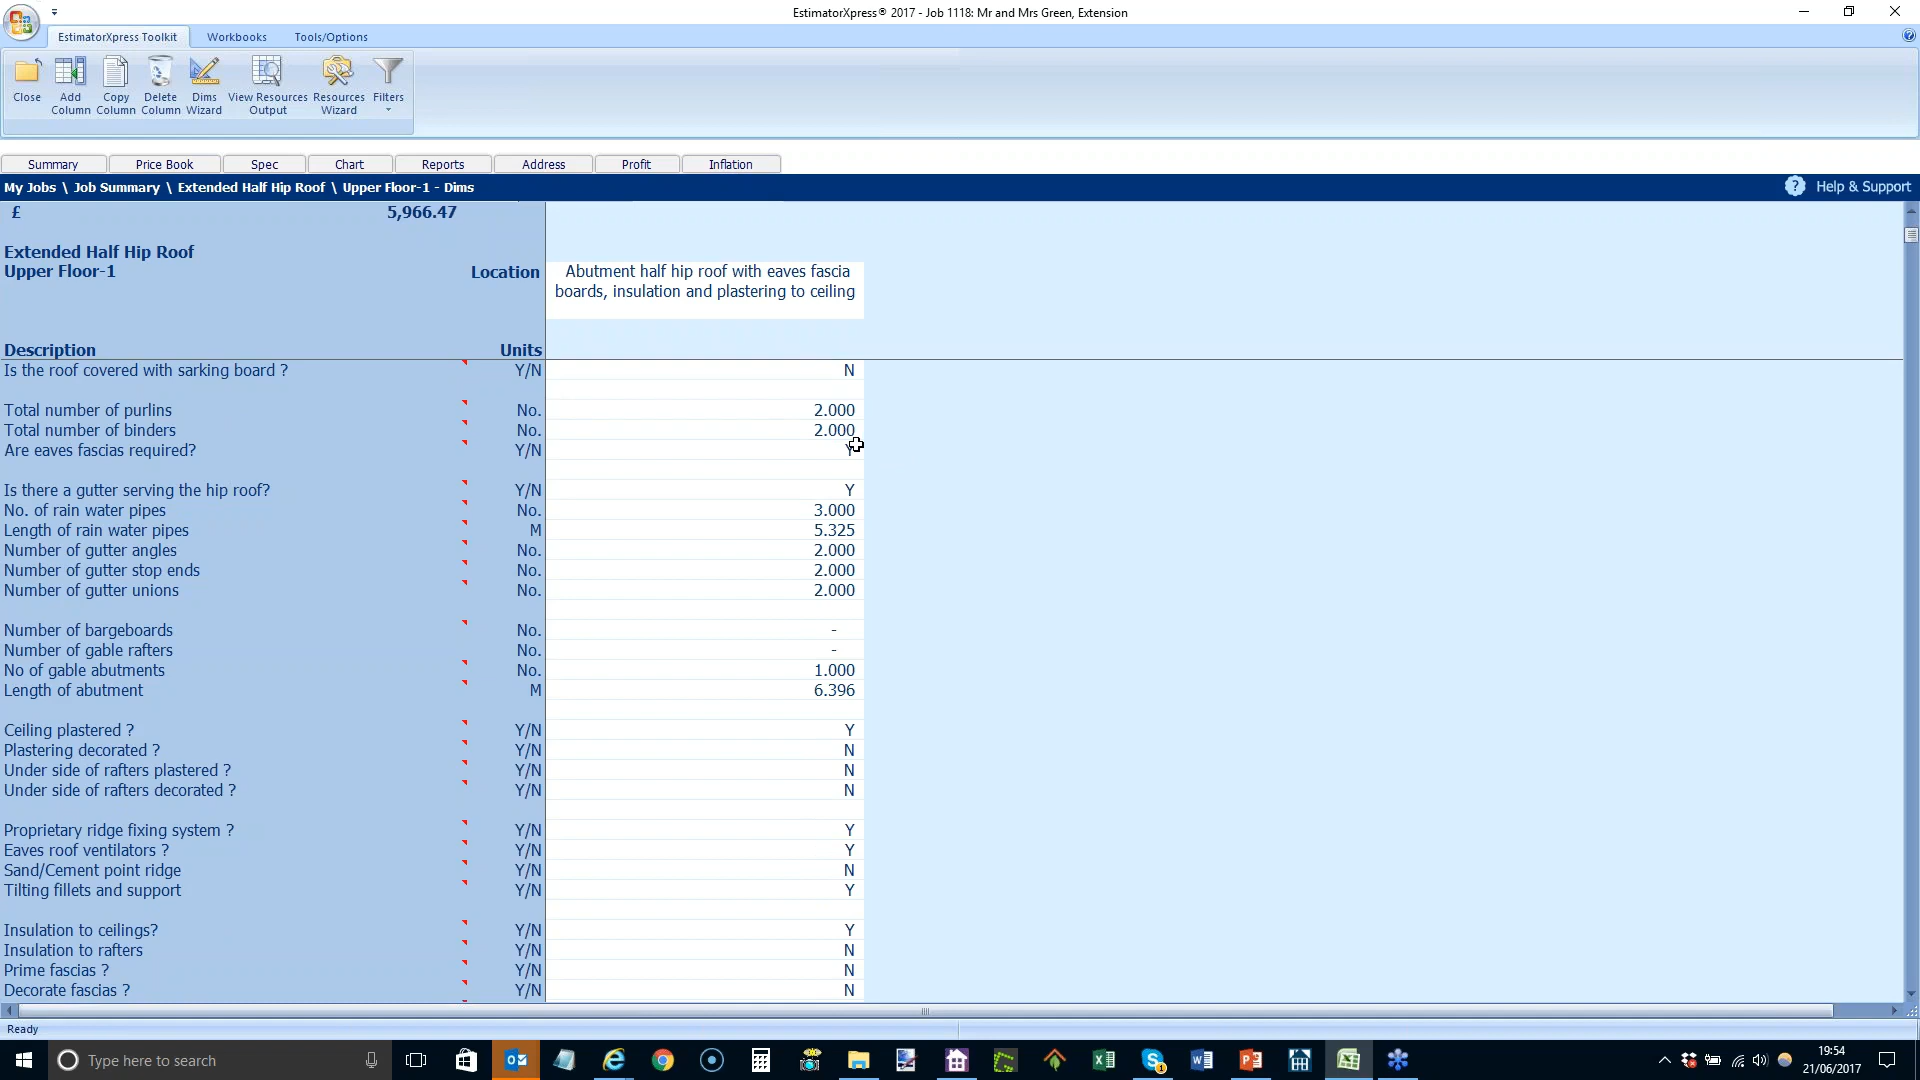 EstimatorXpress® 2017 - Job 1118: Mr and Mrs Green, Extension
EstimatorXpress Toolkit Workbooks Tools/Options
Close Add Column Copy Column Delete Column Dims Wizard View Resources Output Resources Wizard Filters
Summary Price Book Spec Chart Reports Address Profit Inflation
My Jobs \ Job Summary \ Extended Half Hip Roof \ Upper Floor-1 - Dims ? Help & Support
£ 5,966.47
Extended Half Hip Roof
Upper Floor-1 Location Abutment half hip roof with eaves fascia
boards, insulation and plastering to ceiling
Description Units
Is the roof covered with sarking board ? Y/N N
Total number of purlins No. 2.000
Total number of binders No. 2.000
Are eaves fascias required? Y/N Y
Is there a gutter serving the hip roof? Y/N Y
No. of rain water pipes No. 3.000
Length of rain water pipes M 5.325
Number of gutter angles No. 2.000
Number of gutter stop ends No. 2.000
Number of gutter unions No. 2.000
Number of bargeboards No. -
Number of gable rafters No. -
No of gable abutments No. 1.000
Length of abutment M 6.396
Ceiling plastered ? Y/N Y
Plastering decorated ? Y/N N
Under side of rafters plastered ? Y/N N
Under side of rafters decorated ? Y/N N
Proprietary ridge fixing system ? Y/N Y
Eaves roof ventilators ? Y/N Y
Sand/Cement point ridge Y/N N
Tilting fillets and support Y/N Y
Insulation to ceilings? Y/N Y
Insulation to rafters Y/N N
Prime fascias ? Y/N N
Decorate fascias ? Y/N N
Ready
Type here to search
19:54
21/06/2017